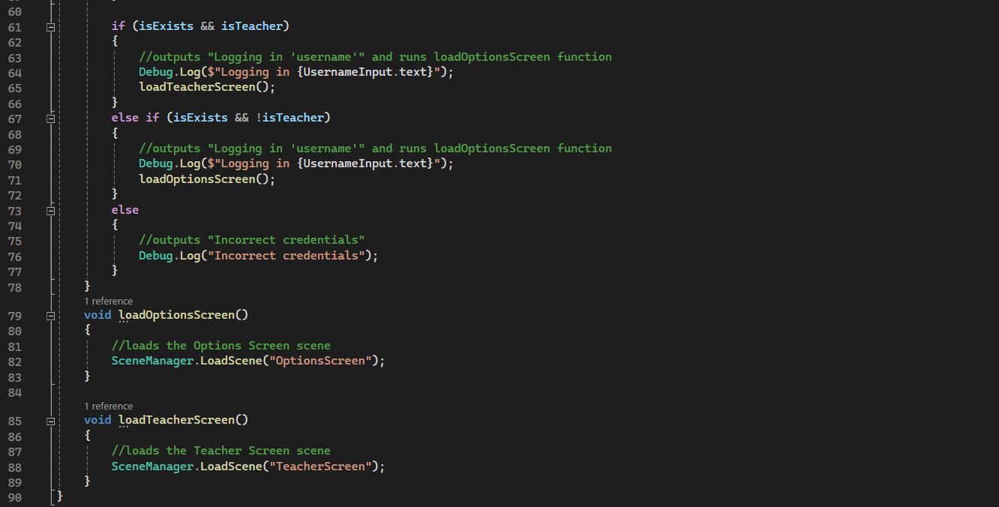 60
61 if (isExists && isTeacher)
62 {
63 //outputs "Logging in 'username'" and runs loadOptionsScreen function
64 Debug.Log($"Logging in {UsernameInput.text}");
65 loadTeacherScreen();
66 }
67 else if (isExists && !isTeacher)
68 {
69 //outputs "Logging in 'username'" and runs loadOptionsScreen function
70 Debug.Log($"Logging in {UsernameInput.text}");
71 loadOptionsScreen();
72 }
73 else
74 {
75 //outputs "Incorrect credentials"
76 Debug.Log("Incorrect credentials");
77 }
78 }
1 reference
79 void loadOptionsScreen()
80 {
81 //loads the Options Screen scene
82 SceneManager.LoadScene("OptionsScreen");
83 }
84
1 reference
85 void loadTeacherScreen()
86 {
87 //loads the Teacher Screen scene
88 SceneManager.LoadScene("TeacherScreen");
89 }
90 }